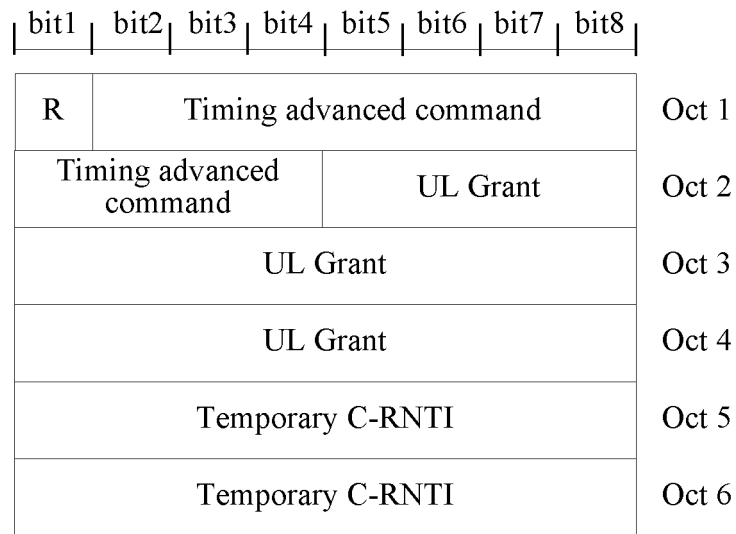 bit1 bit2 bit3 bit4 bit5 bit6 bit7 bit8
R Timing advanced command Oct 1
Timing advanced
command UL Grant Oct 2
UL Grant Oct 3
UL Grant Oct 4
Temporary C-RNTI Oct 5
Temporary C-RNTI Oct 6